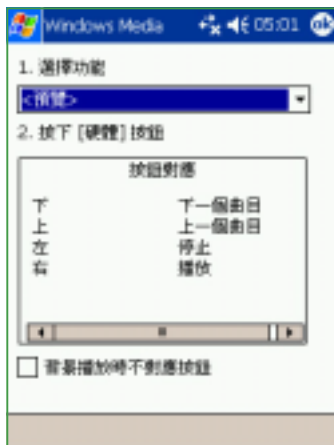 Windows Media 05:01 ok
1. 選擇功能
<預覽>
2. 按下 [硬體] 按鈕
按鈕對應
下 下一個曲目
上 上一個曲目
左 停止
右 播放
背景播放時不對應按鈕